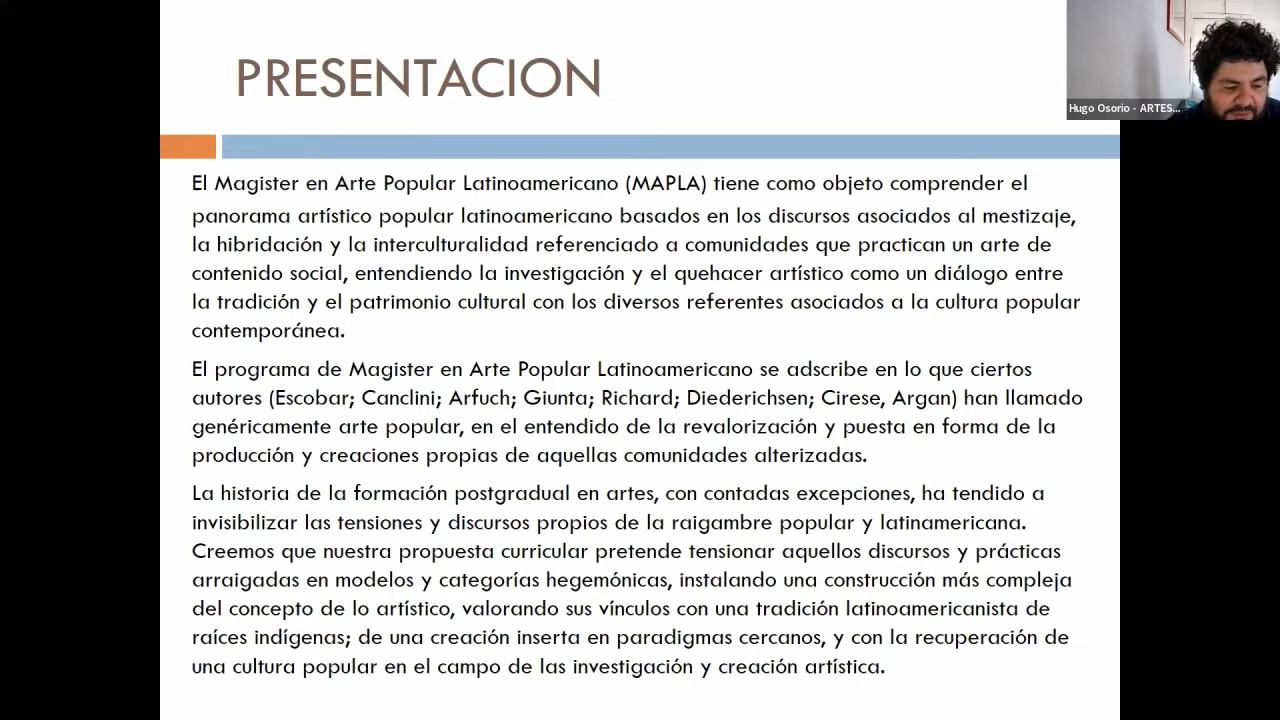 PRESENTACION
Hugo Osorio - ARTES...
El Magister en Arte Popular Latinoamericano (MAPLA) tiene como objeto comprender el
panorama artístico popular latinoamericano basados en los discursos asociados al mestizaje,
la hibridación y la interculturalidad referenciado a comunidades que practican un arte de
contenido social, entendiendo la investigación y el quehacer artístico como un diálogo entre
la tradición y el patrimonio cultural con los diversos referentes asociados a la cultura popular
contemporánea.
El programa de Magister en Arte Popular Latinoamericano se adscribe en lo que ciertos
autores (Escobar; Canclini; Arfuch; Giunta; Richard; Diederichsen; Cirese, Argan) han llamado
genéricamente arte popular, en el entendido de la revalorización y puesta en forma de la
producción y creaciones propias de aquellas comunidades alterizadas.
La historia de la formación postgradual en artes, con contadas excepciones, ha tendido a
invisibilizar las tensiones y discursos propios de la raigambre popular y latinamericana.
Creemos que nuestra propuesta curricular pretende tensionar aquellos discursos y prácticas
arraigadas en modelos y categorías hegemónicas, instalando una construcción más compleja
del concepto de lo artístico, valorando sus vínculos con una tradición latinoamericanista de
raíces indígenas; de una creación inserta en paradigmas cercanos, y con la recuperación de
una cultura popular en el campo de las investigación y creación artística.